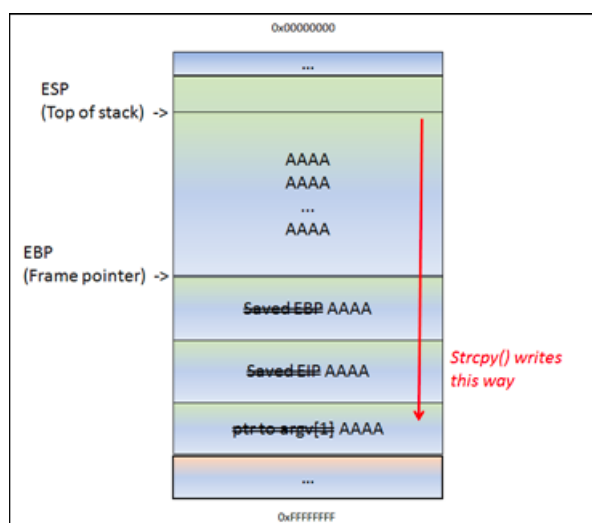 0x00000000
...
ESP
(Top of stack) ->
AAAA
AAAA
...
AAAA
EBP
(Frame pointer) ->
Saved EBP AAAA
Saved EIP AAAA
Strcpy() writes
this way
ptr to argv[1] AAAA
...
0xFFFFFFFF